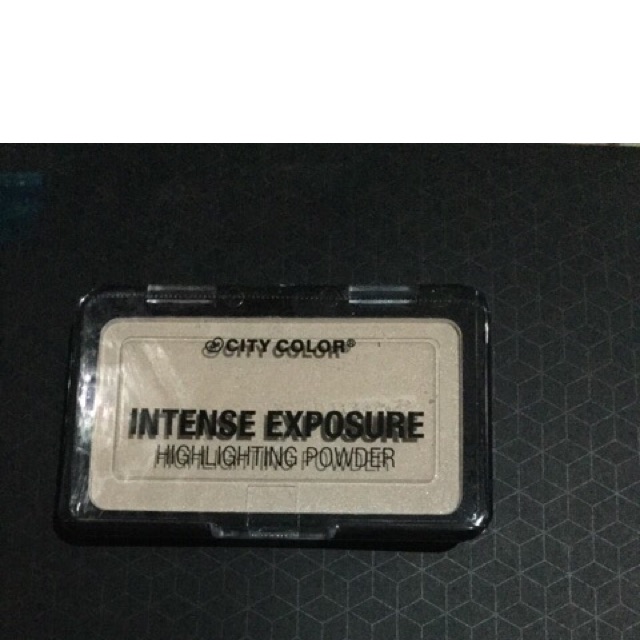 CITY COLOR®
INTENSE EXPOSURE
HIGHLIGHTING POWDER